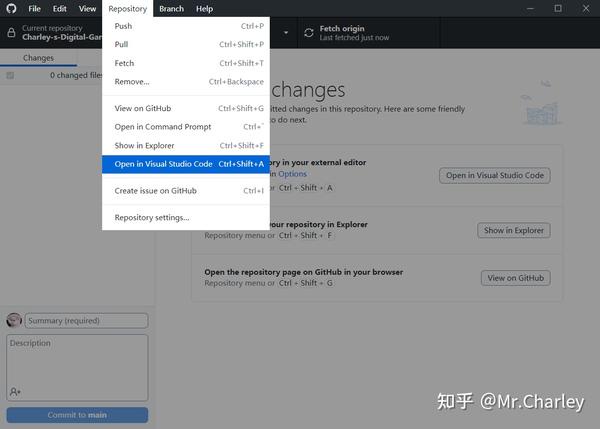 File Edit View Repository Branch Help
Current repository
Charley-s-Digital-Gar
Fetch origin
Last fetched just now
Push Ctrl+P
Pull Ctrl+Shift+P
Fetch Ctrl+Shift+T
Remove... Ctrl+Backspace
View on GitHub Ctrl+Shift+G
Open in Command Prompt Ctrl+`
Show in Explorer Ctrl+Shift+F
Open in Visual Studio Code Ctrl+Shift+A
Create issue on GitHub Ctrl+I
Repository settings...
Changes
0 changed files
changes
itted changes in this repository. Here are some friendly
to do next.
ory in your external editor
in Options
or Ctrl + Shift + A
Open in Visual Studio Code
your repository in Explorer
Repository menu or Ctrl + Shift + F
Show in Explorer
Open the repository page on GitHub in your browser
Repository menu or Ctrl + Shift + G
View on GitHub
Summary (required)
Description
Commit to main
知乎 @Mr.Charley